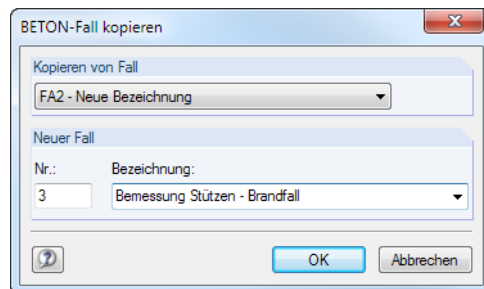 BETON-Fall kopieren
Kopieren von Fall
FA2 - Neue Bezeichnung
Neuer Fall
Nr.: Bezeichnung:
3 Bemessung Stützen - Brandfall
OK Abbrechen